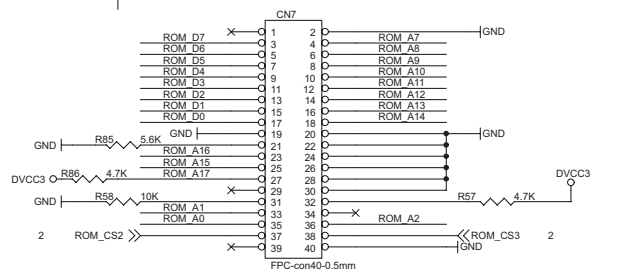 CN7
1 2 GND
ROM_D7 3 4 ROM_A7
ROM_D6 5 6 ROM_A8
ROM_D5 7 8 ROM_A9
ROM_D4 9 10 ROM_A10
ROM_D3 11 12 ROM_A11
ROM_D2 13 14 ROM_A12
ROM_D1 15 16 ROM_A13
ROM_D0 17 18 ROM_A14
GND 19 20 GND
GND R85 5.6K 21 22
ROM_A16 23 24
ROM_A15 25 26
DVCC3 R86 4.7K ROM_A17 27 28
29 30 DVCC3
GND R58 10K 31 32 R57 4.7K
ROM_A1 33 34
ROM_A0 35 36 ROM_A2
2 ROM_CS2 37 38 ROM_CS3 2
39 40 GND
FPC-con40-0.5mm